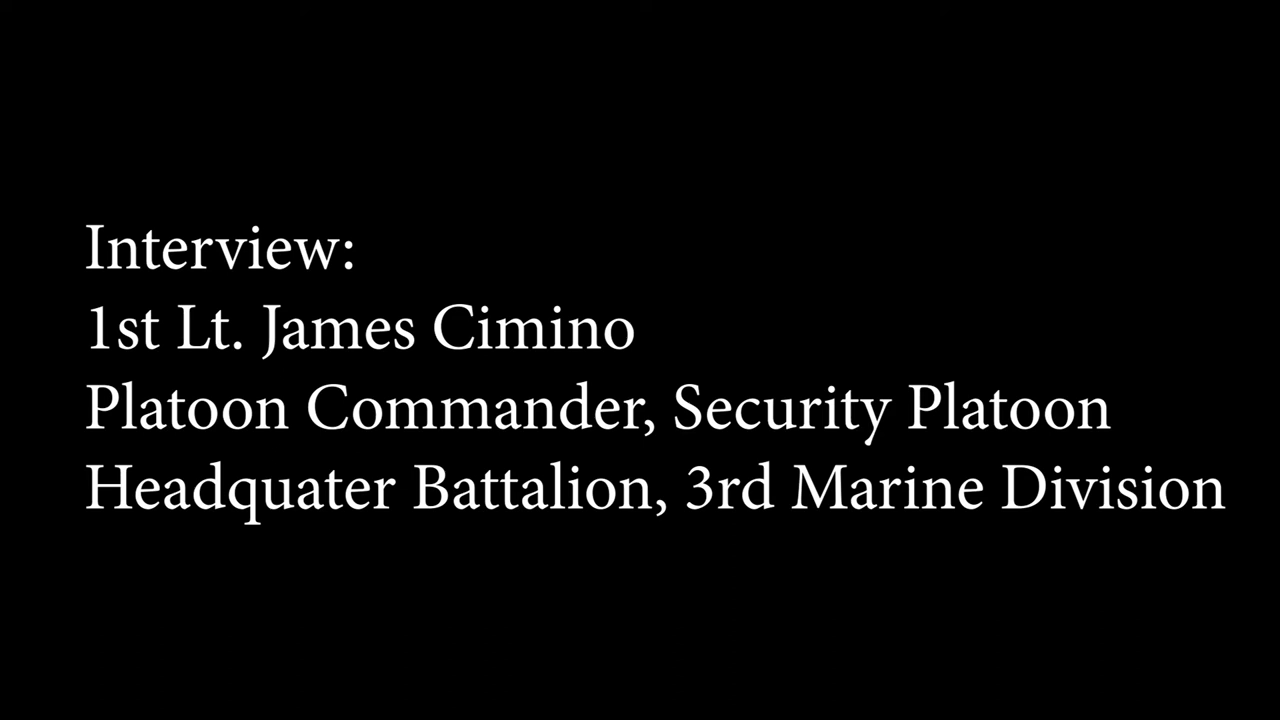 Interview:
1st Lt. James Cimino
Platoon Commander, Security Platoon
Headquater Battalion, 3rd Marine Division